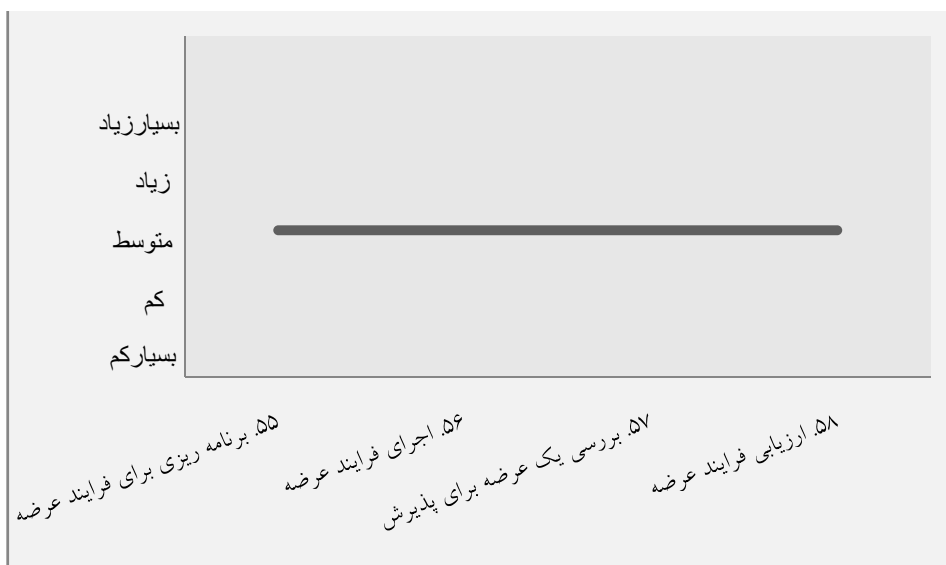 بسیارزیاد
زیاد
متوسط
کم
بسیارکم
۵۵. برنامه ریزی برای فرایند عرضه
۵۶. اجرای فرایند عرضه
۵۷. بررسی یک عرضه برای پذیرش
۵۸. ارزیابی فرایند عرضه